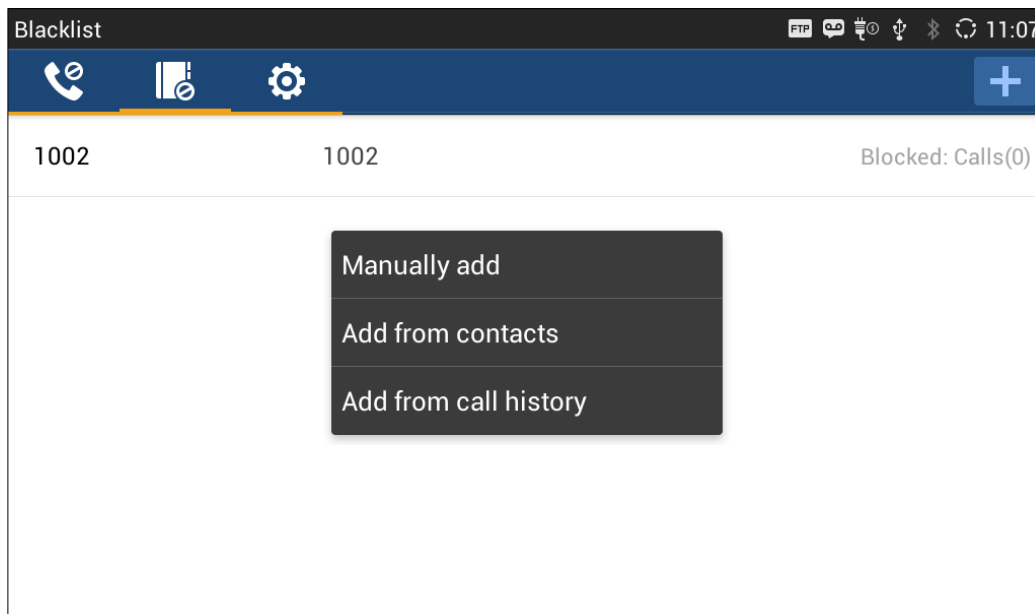 Blacklist FTP 11:07
1002 1002 Blocked: Calls(0)
Manually add
Add from contacts
Add from call history